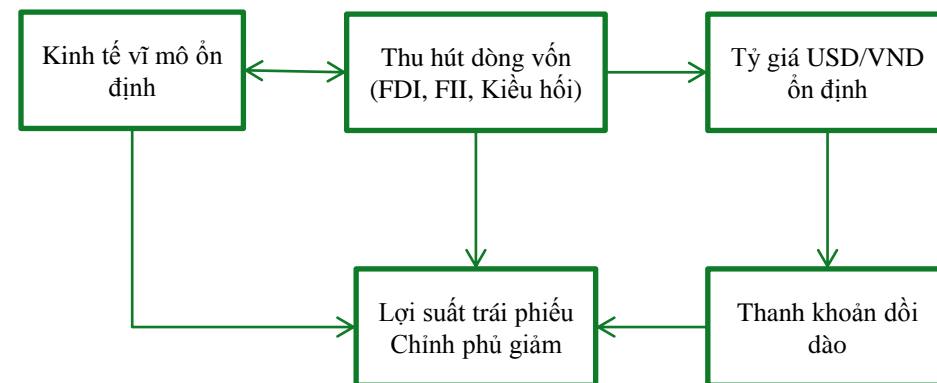 Kinh tế vĩ mô ổn
định
Thu hút dòng vốn
(FDI, FII, Kiều hối)
Tỷ giá USD/VND
ổn định
Lợi suất trái phiếu
Chính phủ giảm
Thanh khoản dồi
dào